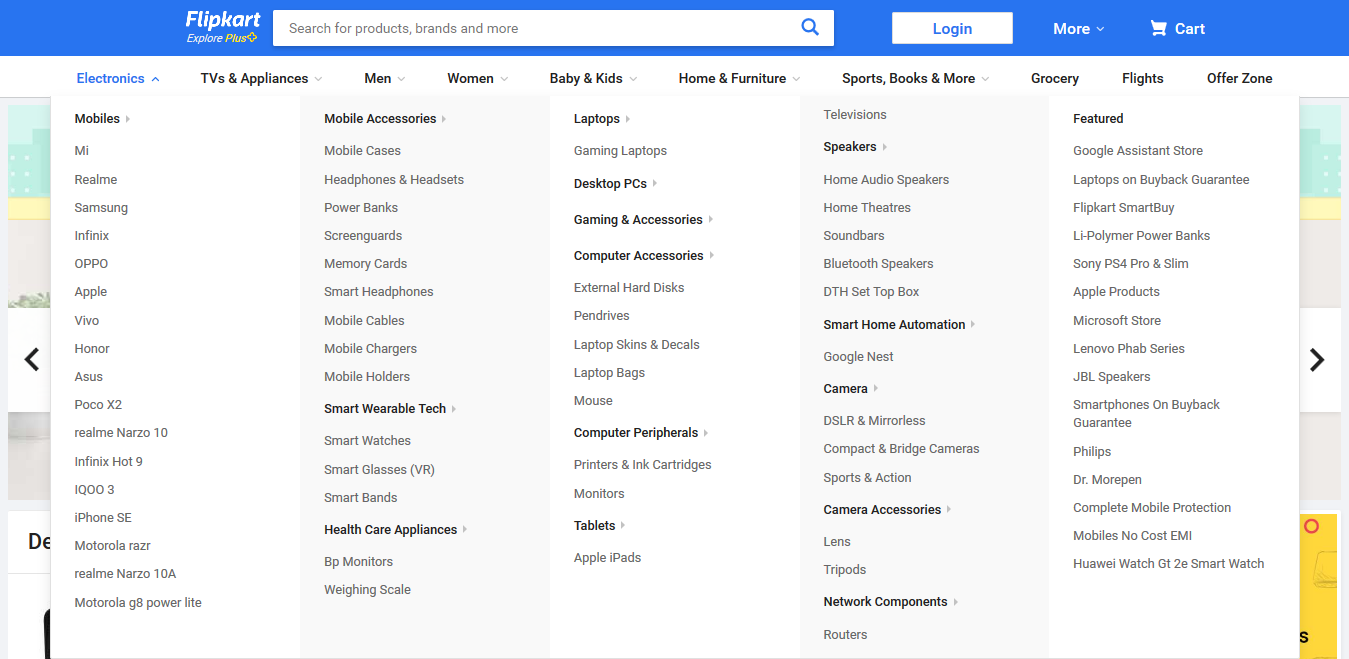 Flipkart
Explore Plus
Search for products, brands and more
Login
More
Cart
Electronics
TVs & Appliances
Men
Women
Baby & Kids
Home & Furniture
Sports, Books & More
Grocery
Flights
Offer Zone
Mobiles
Mi
Realme
Samsung
Infinix
OPPO
Apple
Vivo
Honor
Asus
Poco X2
realme Narzo 10
Infinix Hot 9
IQOO 3
iPhone SE
Motorola razr
realme Narzo 10A
Motorola g8 power lite
Mobile Accessories
Mobile Cases
Headphones & Headsets
Power Banks
Screenguards
Memory Cards
Smart Headphones
Mobile Cables
Mobile Chargers
Mobile Holders
Smart Wearable Tech
Smart Watches
Smart Glasses (VR)
Smart Bands
Health Care Appliances
Bp Monitors
Weighing Scale
Laptops
Gaming Laptops
Desktop PCs
Gaming & Accessories
Computer Accessories
External Hard Disks
Pendrives
Laptop Skins & Decals
Laptop Bags
Mouse
Computer Peripherals
Printers & Ink Cartridges
Monitors
Tablets
Apple iPads
Televisions
Speakers
Home Audio Speakers
Home Theatres
Soundbars
Bluetooth Speakers
DTH Set Top Box
Smart Home Automation
Google Nest
Camera
DSLR & Mirrorless
Compact & Bridge Cameras
Sports & Action
Camera Accessories
Lens
Tripods
Network Components
Routers
Featured
Google Assistant Store
Laptops on Buyback Guarantee
Flipkart SmartBuy
Li-Polymer Power Banks
Sony PS4 Pro & Slim
Apple Products
Microsoft Store
Lenovo Phab Series
JBL Speakers
Smartphones On Buyback
Guarantee
Philips
Dr. Morepen
Complete Mobile Protection
Mobiles No Cost EMI
Huawei Watch Gt 2e Smart Watch